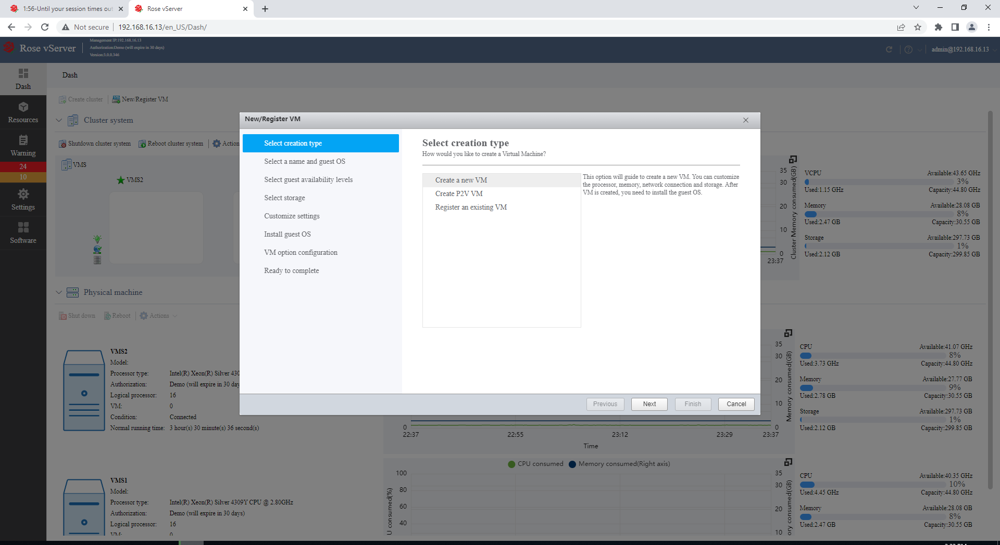 1:56-Until your session times out
Rose vServer
Not secure
192.168.16.13/en_US/Dash/
Rose vServer
Management IP:192.168.16.13
Authorization:Demo (will expire in 30 days)
Version:3.0.0.346
admin@192.168.16.13
Dash
Resources
Warning
24
10
Settings
Software
Dash
Create cluster
New/Register VM
Cluster system
Shutdown cluster system
Reboot cluster system
Action
VMS
VMS2
35
30
20
10
0
23:37
Cluster Memory consumed(GB)
VCPU
Available:43.65 GHz
3%
Used:1.15 GHz
Capacity:44.80 GHz
Memory
Available:28.08 GB
8%
Used:2.47 GB
Capacity:30.55 GB
Storage
Available:297.73 GB
1%
Used:2.12 GB
Capacity:299.85 GB
New/Register VM
Select creation type
Select a name and guest OS
Select guest availability levels
Select storage
Customize settings
Install guest OS
VM option configuration
Ready to complete
Select creation type
How would you like to create a Virtual Machine?
Create a new VM
Create P2V VM
Register an existing VM
This option will guide to create a new VM. You can customize
the processor, memory, network connection and storage. After
VM is created, you need to install the guest OS.
Previous
Next
Finish
Cancel
Physical machine
Shut down
Reboot
Actions
VMS2
Model:
Processor type: Intel(R) Xeon(R) Silver 430
Authorization: Demo (will expire in 30 day
Logical processor: 16
VM: 0
Condition: Connected
Normal running time: 3 hour(s) 30 minute(s) 36 second(s)
35
30
20
10
0
Memory consumed(GB)
0
22:37
22:55
23:12
23:29
23:37
Time
CPU
Available:41.07 GHz
8%
Used:3.73 GHz
Capacity:44.80 GHz
Memory
Available:27.77 GB
9%
Used:2.78 GB
Capacity:30.55 GB
Storage
Available:297.73 GB
1%
Used:2.12 GB
Capacity:299.85 GB
VMS1
Model:
Processor type: Intel(R) Xeon(R) Silver 4309Y CPU @ 2.80GHz
Authorization: Demo (will expire in 30 days)
Logical processor: 16
VM: 0
CPU consumed
Memory consumed(Right axis)
100
80
60
40
U consumed(%)
35
30
20
10
ory consumed(GB)
CPU
Available:40.35 GHz
10%
Used:4.45 GHz
Capacity:44.80 GHz
Memory
Available:28.08 GB
8%
Used:2.47 GB
Capacity:30.55 GB